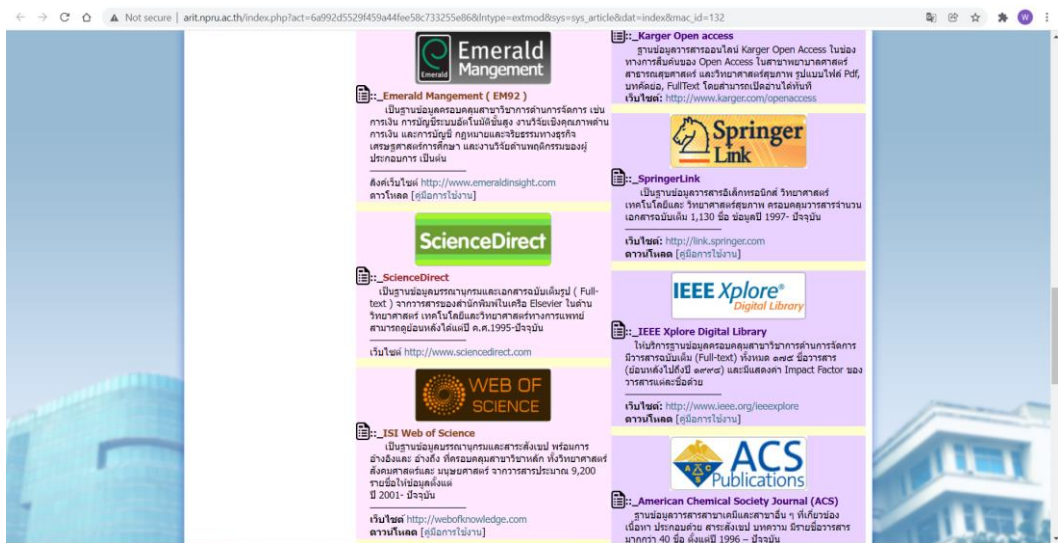 Not secure | arit.npru.ac.th/index.php?act=6a992d5529f459a44fee58c733255e86&lntype=extmod&sys=sys_article&dat=index&mac_id=132
W
Emerald
Mangement
Emerald
::_Emerald Mangement ( EM92 )
เป็นฐานข้อมูลครอบคลุมสาขาวิชาการด้านการจัดการ เช่น
การเงิน การบัญชีระบบอัตโนมัติขั้นสูง งานวิจัยเชิงคุณภาพด้าน
การเงิน และการบัญชี กฎหมายและจริยธรรมทางธุรกิจ
เศรษฐศาสตร์การศึกษา และงานวิจัยด้านพฤติกรรมของผู้
ประกอบการ เป็นต้น
ลิงค์เว็บไซต์ http://www.emeraldinsight.com
ดาวโหลด [คู่มือการใช้งาน]
ScienceDirect
::_ScienceDirect
เป็นฐานข้อมูลบรรณานุกรมและเอกสารฉบับเต็มรูป ( Full-
text ) จากวารสารของสำนักพิมพ์ในเครือ Elsevier ในด้าน
วิทยาศาสตร์ เทคโนโลยีและวิทยาศาสตร์ทางการแพทย์
สามารถดูย้อนหลังได้แต่ปี ค.ศ.1995-ปัจจุบัน
เว็บไซต์ http://www.sciencedirect.com
WEB OF
SCIENCE
::_ISI Web of Science
เป็นฐานข้อมูลบรรณานุกรมและสาระสังเขป พร้อมการ
อ้างอิงและ อ้างถึง ที่ครอบคลุมสาขาวิชาหลัก ทั้งวิทยาศาสตร์
สังคมศาสตร์และ มนุษยศาสตร์ จากวารสารประมาณ 9,200
รายชื่อให้ข้อมูลตั้งแต่
ปี 2001- ปัจจุบัน
เว็บไซต์ http://webofknowledge.com
ดาวน์โหลด [คู่มือการใช้งาน]
::_Karger Open access
ฐานข้อมูลวารสารออนไลน์ Karger Open Access ในช่อง
ทางการสืบค้นของ Open Access ในสาขาพยาบาลศาสตร์
สาธารณสุขศาสตร์ และวิทยาศาสตร์สุขภาพ รูปแบบไฟล์ Pdf,
บทคัดย่อ, FullText โดยสามารถเปิดอ่านได้ทันที
เว็บไซต์: http://www.karger.com/openaccess
Springer
Link
::_SpringerLink
เป็นฐานข้อมูลวารสารอิเล็กทรอนิกส์ วิทยาศาสตร์
เทคโนโลยีและ วิทยาศาสตร์สุขภาพ ครอบคลุมวารสารจำนวน
เอกสารฉบับเต็ม 1,130 ชื่อ ข้อมูลปี 1997- ปัจจุบัน
เว็บไซต์: http://link.springer.com
ดาวน์โหลด [คู่มือการใช้งาน]
IEEE Xplore®
Digital Library
::_IEEE Xplore Digital Library
ให้บริการฐานข้อมูลครอบคลุมสาขาวิชาการด้านการจัดการ
มีวารสารฉบับเต็ม (Full-text) ทั้งหมด ๑๗๕ ชื่อวารสาร
(ย้อนหลังไปถึงปี ๑๙๙๔) และมีแสดงค่า Impact Factor ของ
วารสารแต่ละชื่อด้วย
เว็บไซต์: http://www.ieee.org/ieeexplore
ดาวน์โหลด [คู่มือการใช้งาน]
ACS
Publications
::_American Chemical Society Journal (ACS)
ฐานข้อมูลวารสารสาขาเคมีและสาขาอื่น ๆ ที่เกี่ยวข้อง
เนื้อหา ประกอบด้วย สาระสังเขป บทความ มีรายชื่อวารสาร
มากกว่า 40 ชื่อ ตั้งแต่ปี 1996 – ปัจจุบัน